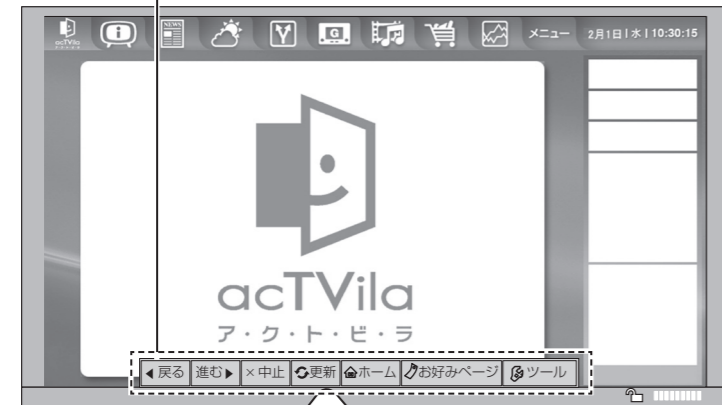 acTVila
NEWS
Y
G
メニュー
2月1日|水|10:30:15
acTVila
ア・ク・ト・ビ・ラ
戻る 進む ×中止 更新 ホーム お好みページ ツール